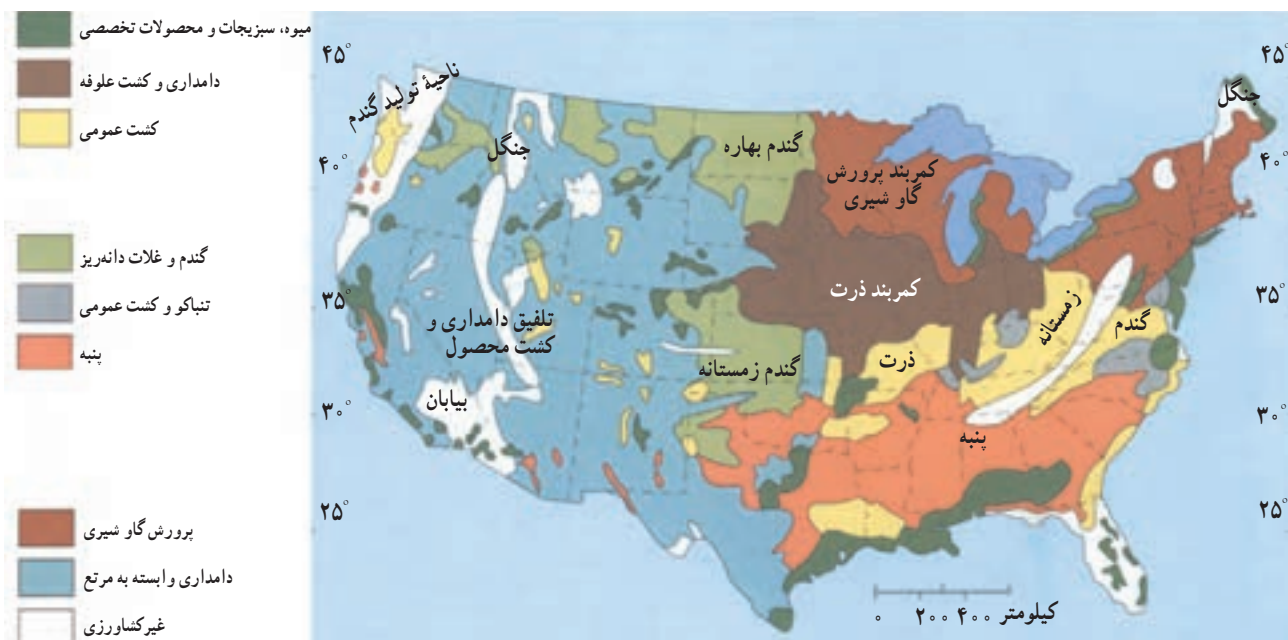 میوه، سبزیجات و محصولات تخصصی
دامداری و کشت علوفه
کشت عمومی
گندم و غلات دانه‌ریز
تنباکو و کشت عمومی
پنبه
پرورش گاو شیری
دامداری وابسته به مرتع
غیرکشاورزی
۴۵°
۴۰°
۳۵°
۳۰°
۲۵°
ناحیهٔ تولید گندم
جنگل
گندم بهاره
کمربند پرورش
گاو شیری
جنگل
کمربند ذرت
تلفیق دامداری و
کشت محصول
گندم زمستانه
ذرت
زمستانه
گندم
بیابان
پنبه
۴۵°
۴۰°
۳۵°
۳۰°
۲۵°
۰ ۲۰۰ ۴۰۰ کیلومتر